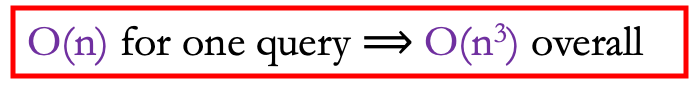 O(n) for one query ⟹ O(n³) overall